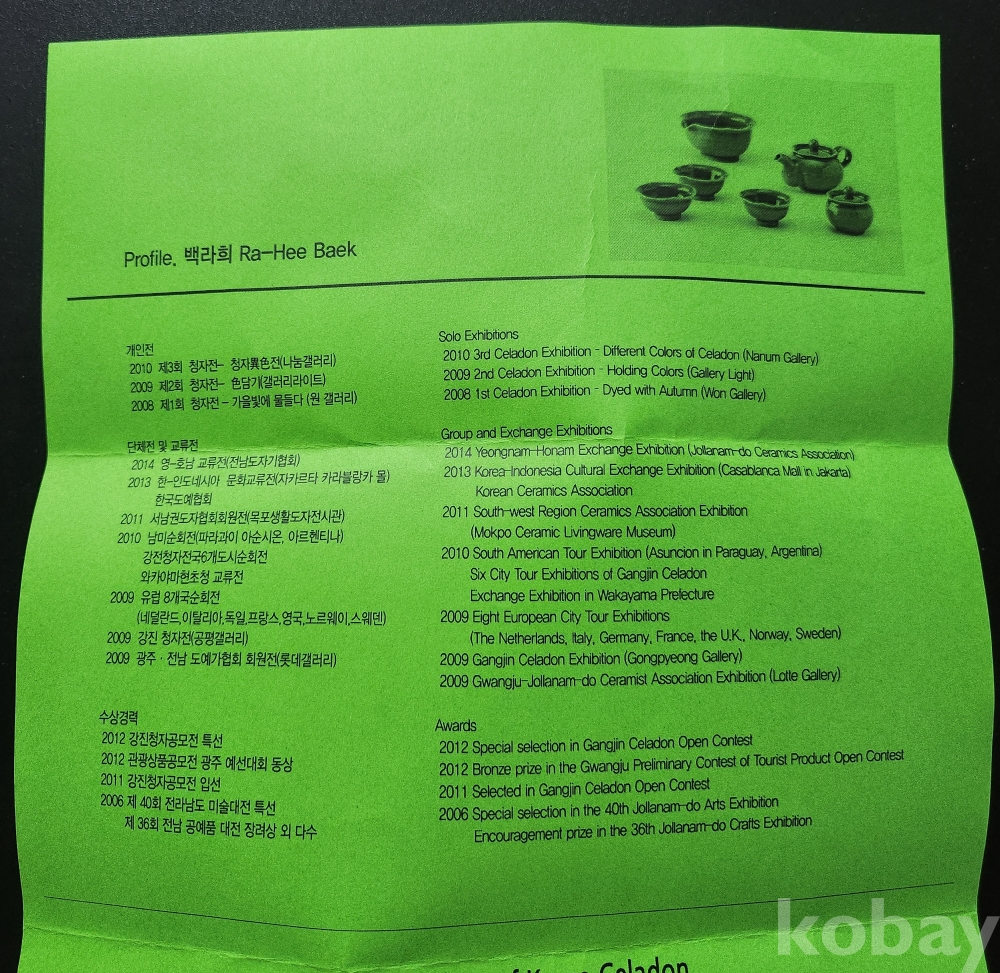 Profile. 백라희 Ra-Hee Baek
개인전
2010 제3회 청자전- 청자異色전(나눔갤러리)
2009 제2회 청자전- 色담기(갤러리라이트)
2008 제1회 청자전 - 가을빛에 물들다 (원 갤러리)
단체전 및 교류전
2014 영-호남 교류전(전남도자기협회)
2013 한-인도네시아 문화교류전(자카르타 카라블랑카 몰)
한국도예협회
2011 서남권도자협회회원전(목포생활도자전시관)
2010 남미순회전(파라과이 아순시온, 아르헨티나)
강전청자전국6개도시순회전
와카야마현초청 교류전
2009 유럽 8개국순회전
(네덜란드,이탈리아,독일,프랑스,영국,노르웨이,스웨덴)
2009 강진 청자전(공평갤러리)
2009 광주 · 전남 도예가협회 회원전(롯데갤러리)
수상경력
2012 강진청자공모전 특선
2012 관광상품공모전 광주 예선대회 동상
2011 강진청자공모전 입선
2006 제 40회 전라남도 미술대전 특선
제 36회 전남 공예품 대전 장려상 외 다수
Solo Exhibitions
2010 3rd Celadon Exhibition - Different Colors of Celadon (Nanum Gallery)
2009 2nd Celadon Exhibition - Holding Colors (Gallery Light)
2008 1st Celadon Exhibition - Dyed with Autumn (Won Gallery)
Group and Exchange Exhibitions
2014 Yeongnam-Honam Exchange Exhibition (Jollanam-do Ceramics Association)
2013 Korea-Indonesia Cultural Exchange Exhibition (Casablanca Mall in Jakarta)
Korean Ceramics Association
2011 South-west Region Ceramics Association Exhibition
(Mokpo Ceramic Livingware Museum)
2010 South American Tour Exhibition (Asuncion in Paraguay, Argentina)
Six City Tour Exhibitions of Gangjin Celadon
Exchange Exhibition in Wakayama Prelecture
2009 Eight European City Tour Exhibitions
(The Netherlands, Italy, Germany, France, the U.K., Norway, Sweden)
2009 Gangjin Celadon Exhibition (Gongpyeong Gallery)
2009 Gwangju-Jollanam-do Ceramist Association Exhibition (Lotte Gallery)
Awards
2012 Special selection in Gangjin Celadon Open Contest
2012 Bronze prize in the Gwangju Preliminary Contest of Tourist Product Open Contest
2011 Selected in Gangjin Celadon Open Contest
2006 Special selection in the 40th Jollanam-do Arts Exhibition
Encouragement prize in the 36th Jollanam-do Crafts Exhibition
of Korea Celadon
kobay